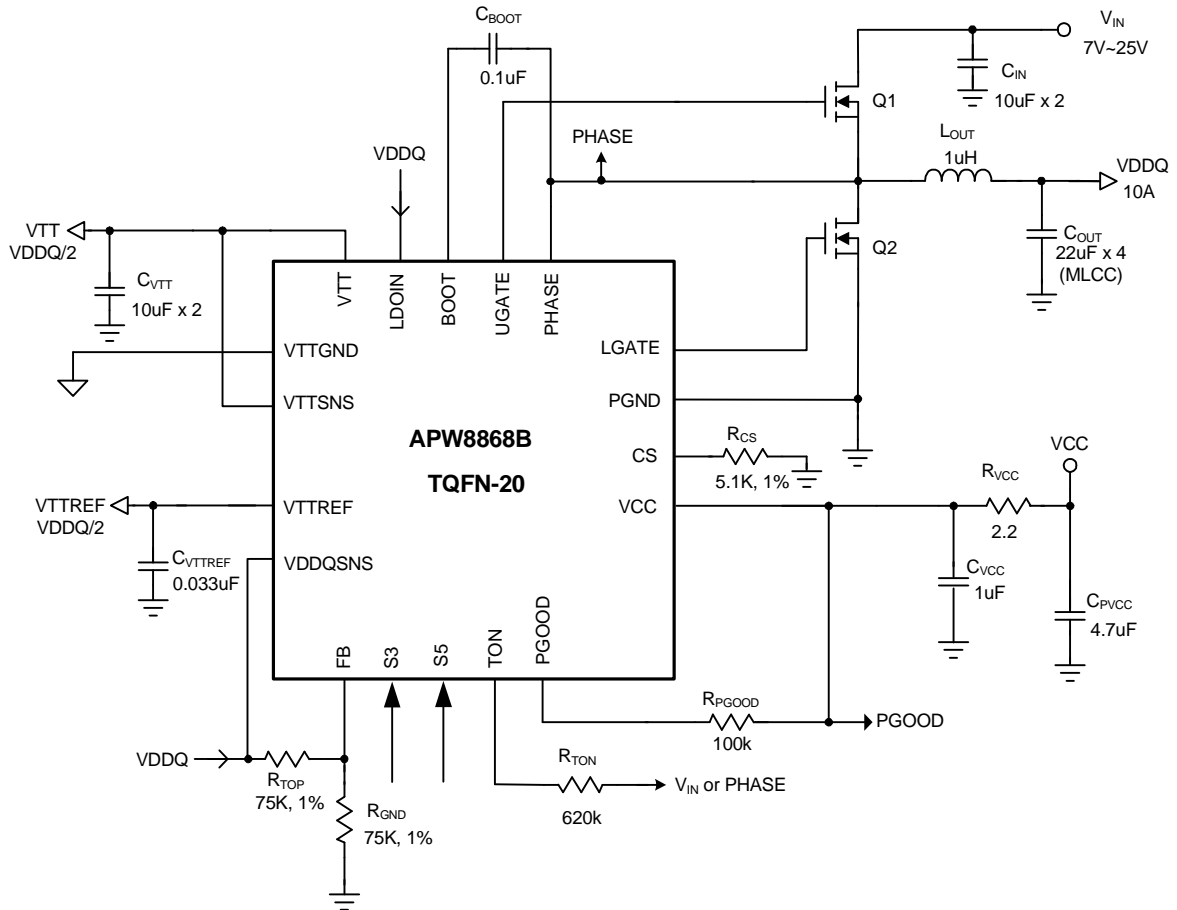 CBOOT
0.1uF
VIN
7V~25V
CIN
10uF x 2
Q1
PHASE
LOUT
1uH
VDDQ
VDDQ
10A
VTT
VDDQ/2
CVTT
10uF x 2
Q2
COUT
22uF x 4
(MLCC)
VTT
LDOIN
BOOT
UGATE
PHASE
VTTGND
LGATE
VTTSNS
PGND
APW8868B
TQFN-20
CS
RCS
5.1K, 1%
VCC
RVCC
2.2
VTTREF
VDDQ/2
VTTREF
VCC
CVTTREF
0.033uF
VDDQSNS
CVCC
1uF
CPVCC
4.7uF
FB
S3
S5
TON
PGOOD
RPGOOD
100k
PGOOD
VDDQ
RTOP
75K, 1%
RGND
75K, 1%
RTON
620k
VIN or PHASE